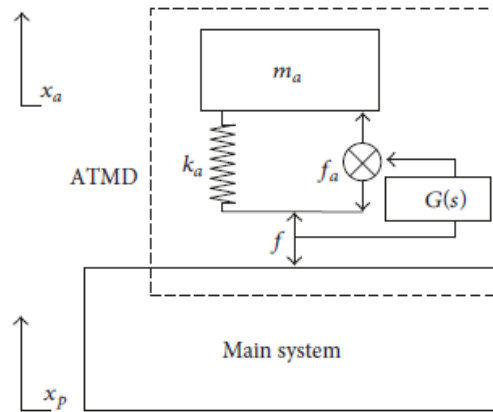 x_a
m_a
k_a
f_a
ATMD
G(s)
f
Main system
x_p